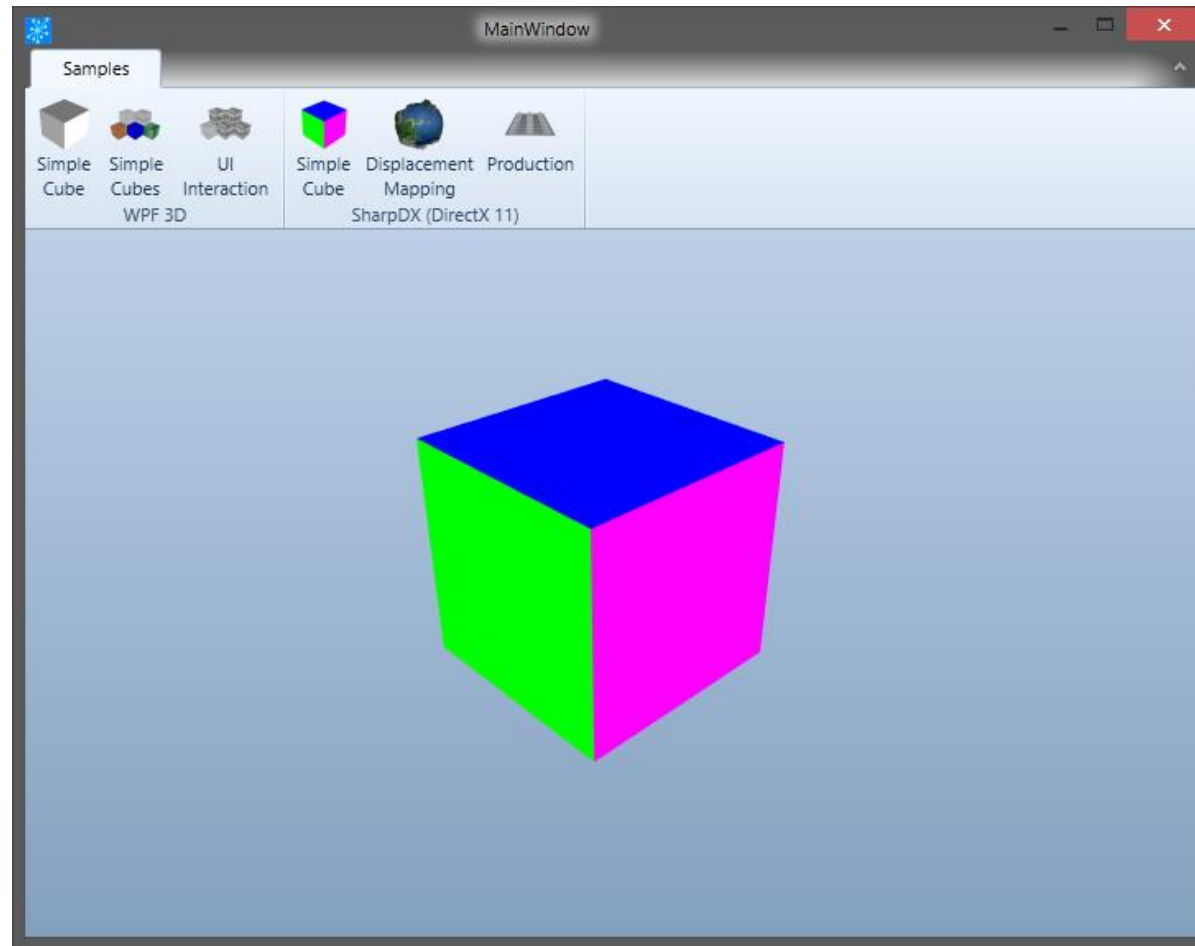 MainWindow
Samples
Simple Cube
Simple Cubes
UI Interaction
WPF 3D
Simple Cube
Displacement Mapping
Production
SharpDX (DirectX 11)